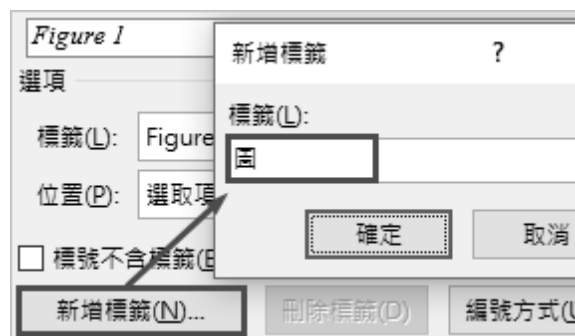 Figure 1
選項
標籤(L): Figure
位置(P): 選取項
標號不含標籤(E
新增標籤(N)... 刪除標籤(D) 編號方式(U
新增標籤 ?
標籤(L):
圖
確定 取消